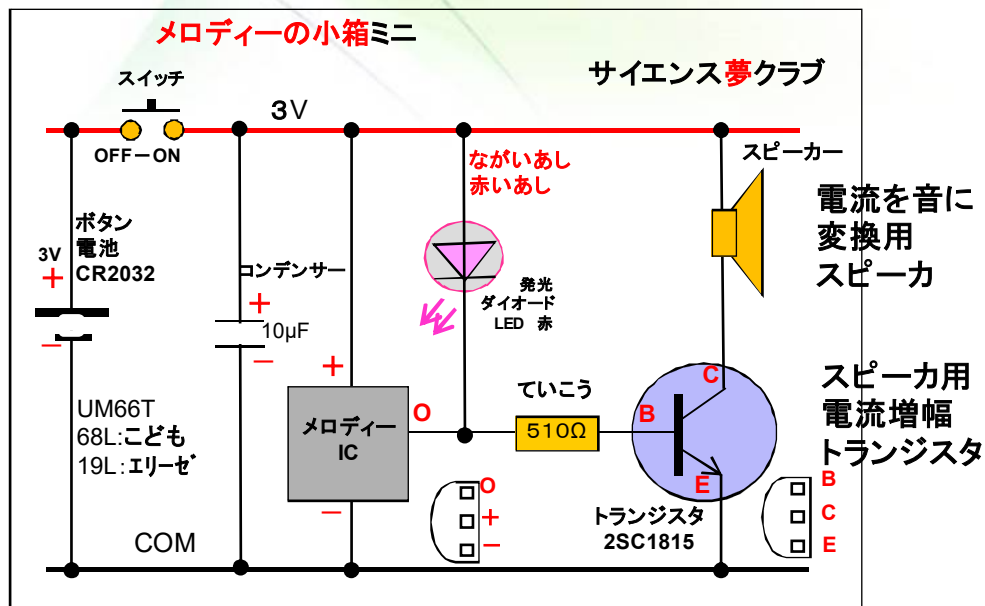 メロディーの小箱ミニ
サイエンス夢クラブ
スイッチ
3V
OFF－ON
ながいあし
赤いあし
スピーカー
電流を音に
変換用
スピーカ
ボタン
電池
CR2032
3V
＋
－
コンデンサー
＋
10μF
－
発光
ダイオード
LED 赤
UM66T
68L:こども
19L:エリーゼ
＋
メロディー
IC
－
O
ていこう
510Ω
B
C
E
スピーカ用
電流増幅
トランジスタ
O
＋
－
トランジスタ
2SC1815
B
C
E
COM